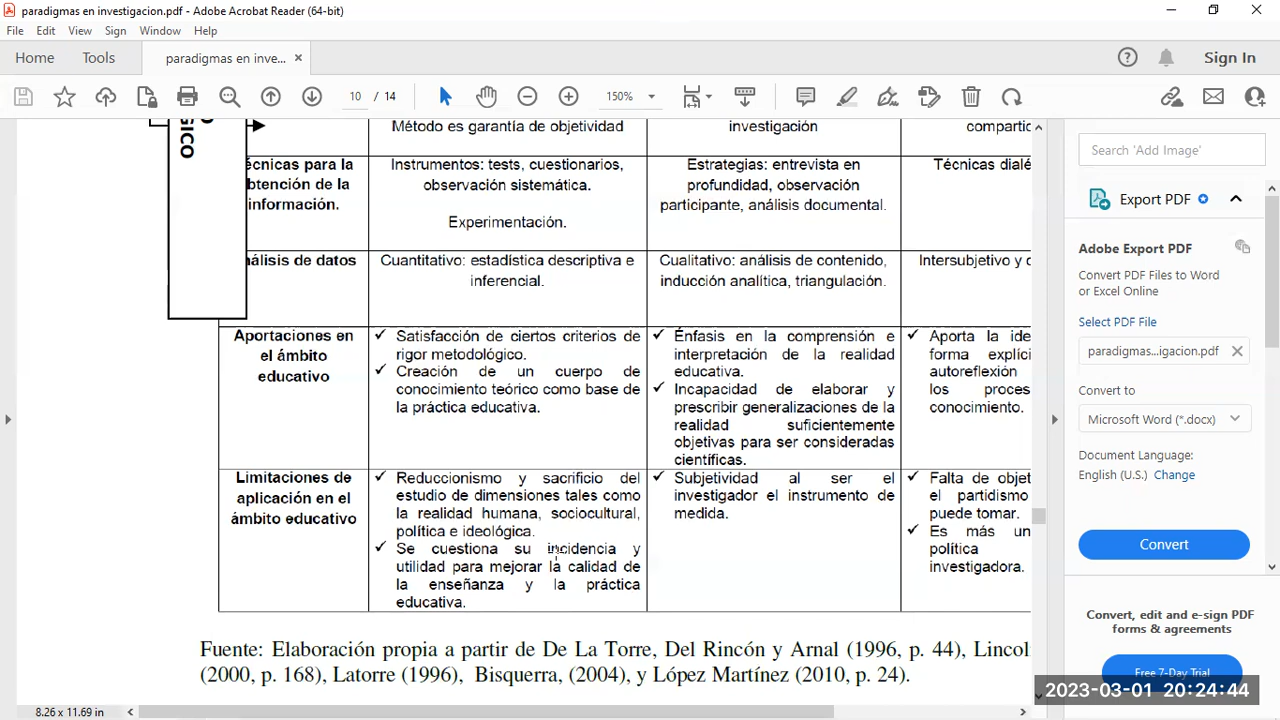 paradigmas en investigacion.pdf - Adobe Acrobat Reader (64-bit)
File Edit View Sign Window Help
Home Tools paradigmas en inve... Sign In
10 / 14 150%
Método es garantía de objetividad
investigación
Técnicas para la obtención de la información.
Instrumentos: tests, cuestionarios,
observación sistemática.
Experimentación.
Estrategias: entrevista en
profundidad, observación
participante, análisis documental.
Técnicas
Análisis de datos
Cuantitativo: estadística descriptiva e
inferencial.
Cualitativo: análisis de contenido,
inducción analítica, triangulación.
Intersubjetivo y
Aportaciones en
el ámbito
educativo
✓ Satisfacción de ciertos criterios de
rigor metodológico.
✓ Creación de un cuerpo de
conocimiento teórico como base de
la práctica educativa.
✓ Énfasis en la comprensión e
interpretación de la realidad
educativa.
✓ Incapacidad de elaborar y
prescribir generalizaciones de la
realidad suficientemente
objetivas para ser consideradas
científicas.
✓ Aporta la
forma
autoreflexión
los
conocimiento.
Limitaciones de
aplicación en el
ámbito educativo
✓ Reduccionismo y sacrificio del
estudio de dimensiones tales como
la realidad humana, sociocultural,
política e ideológica.
✓ Se cuestiona su incidencia y
utilidad para mejorar la calidad de
la enseñanza y la práctica
educativa.
✓ Subjetividad al ser el
investigador el instrumento de
medida.
✓ Falta de
el partidismo
puede tomar.
✓ Es más
política
investigadora.
Fuente: Elaboración propia a partir de De La Torre, Del Rincón y Arnal (1996, p. 44),
(2000, p. 168), Latorre (1996), Bisquerra, (2004), y López Martínez (2010, p. 24).
8.26 x 11.69 in
Search 'Add Image'
Export PDF
Adobe Export PDF
Convert PDF Files to Word
or Excel Online
Select PDF File
paradigmas...igacion.pdf
Convert to
Microsoft Word (*.docx)
Document Language:
English (U.S.) Change
Convert
Convert, edit and e-sign PDF
forms & agreements
Free 7-Day Trial
2023-03-01 20:24:44